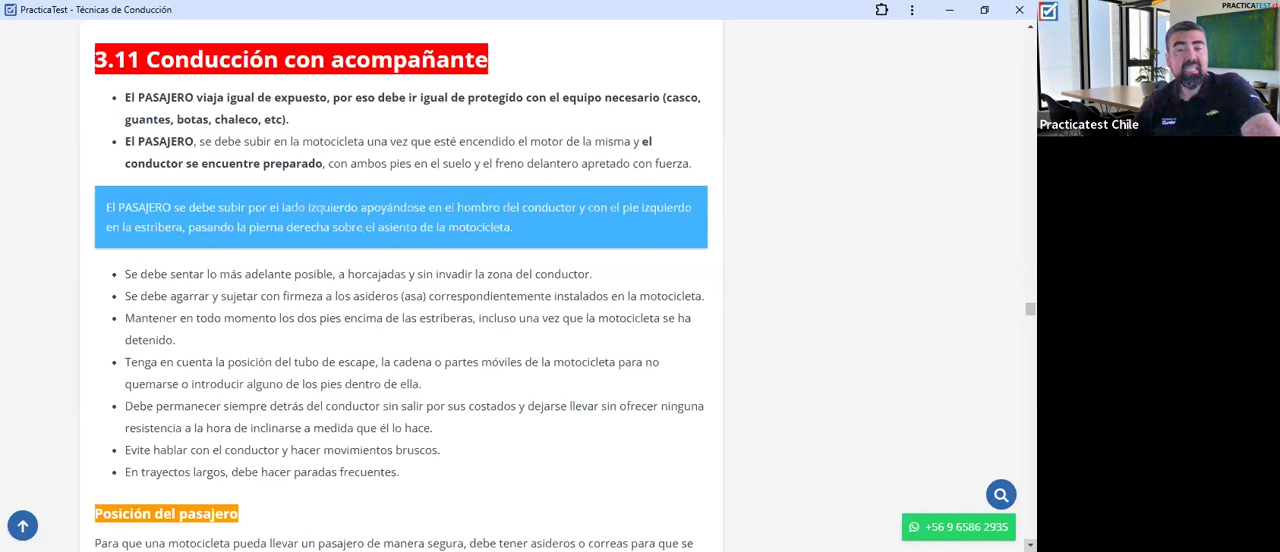 PracticaTest - Técnicas de Conducción
PRACTICATEST.cl
Practicatest Chile
3.11 Conducción con acompañante
• El PASAJERO viaja igual de expuesto, por eso debe ir igual de protegido con el equipo necesario (casco,
guantes, botas, chaleco, etc).
• El PASAJERO, se debe subir en la motocicleta una vez que esté encendido el motor de la misma y el
conductor se encuentre preparado, con ambos pies en el suelo y el freno delantero apretado con fuerza.
El PASAJERO se debe subir por el lado izquierdo apoyándose en el hombro del conductor y con el pie izquierdo
en la estribera, pasando la pierna derecha sobre el asiento de la motocicleta.
• Se debe sentar lo más adelante posible, a horcajadas y sin invadir la zona del conductor.
• Se debe agarrar y sujetar con firmeza a los asideros (asa) correspondientemente instalados en la motocicleta.
• Mantener en todo momento los dos pies encima de las estriberas, incluso una vez que la motocicleta se ha
detenido.
• Tenga en cuenta la posición del tubo de escape, la cadena o partes móviles de la motocicleta para no
quemarse o introducir alguno de los pies dentro de ella.
• Debe permanecer siempre detrás del conductor sin salir por sus costados y dejarse llevar sin ofrecer ninguna
resistencia a la hora de inclinarse a medida que él lo hace.
• Evite hablar con el conductor y hacer movimientos bruscos.
• En trayectos largos, debe hacer paradas frecuentes.
Posición del pasajero
+56 9 6586 2935
Para que una motocicleta pueda llevar un pasajero de manera segura, debe tener asideros o correas para que se